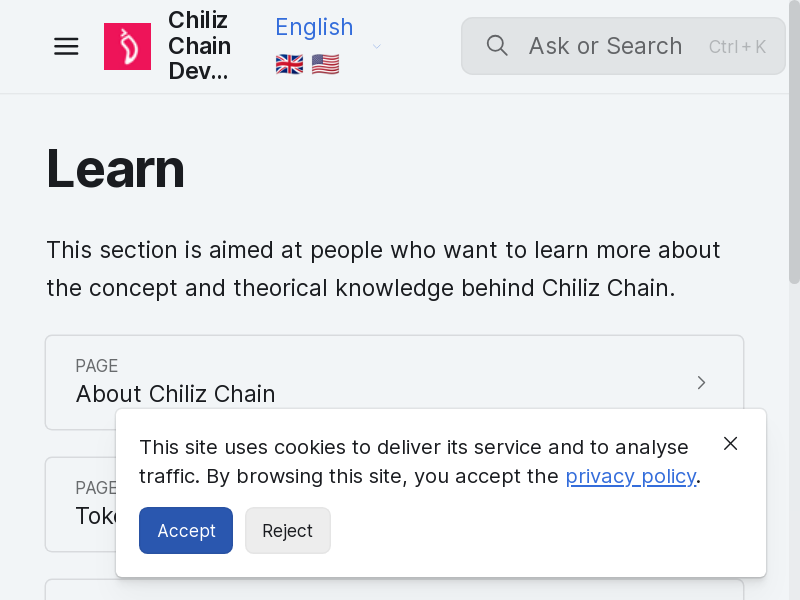 Chiliz
Chain
Dev...
English
Ask or Search
Ctrl + K
Learn
This section is aimed at people who want to learn more about
the concept and theorical knowledge behind Chiliz Chain.
PAGE
About Chiliz Chain
PAGE
This site uses cookies to deliver its service and to analyse
traffic. By browsing this site, you accept the privacy policy.
Accept
Reject